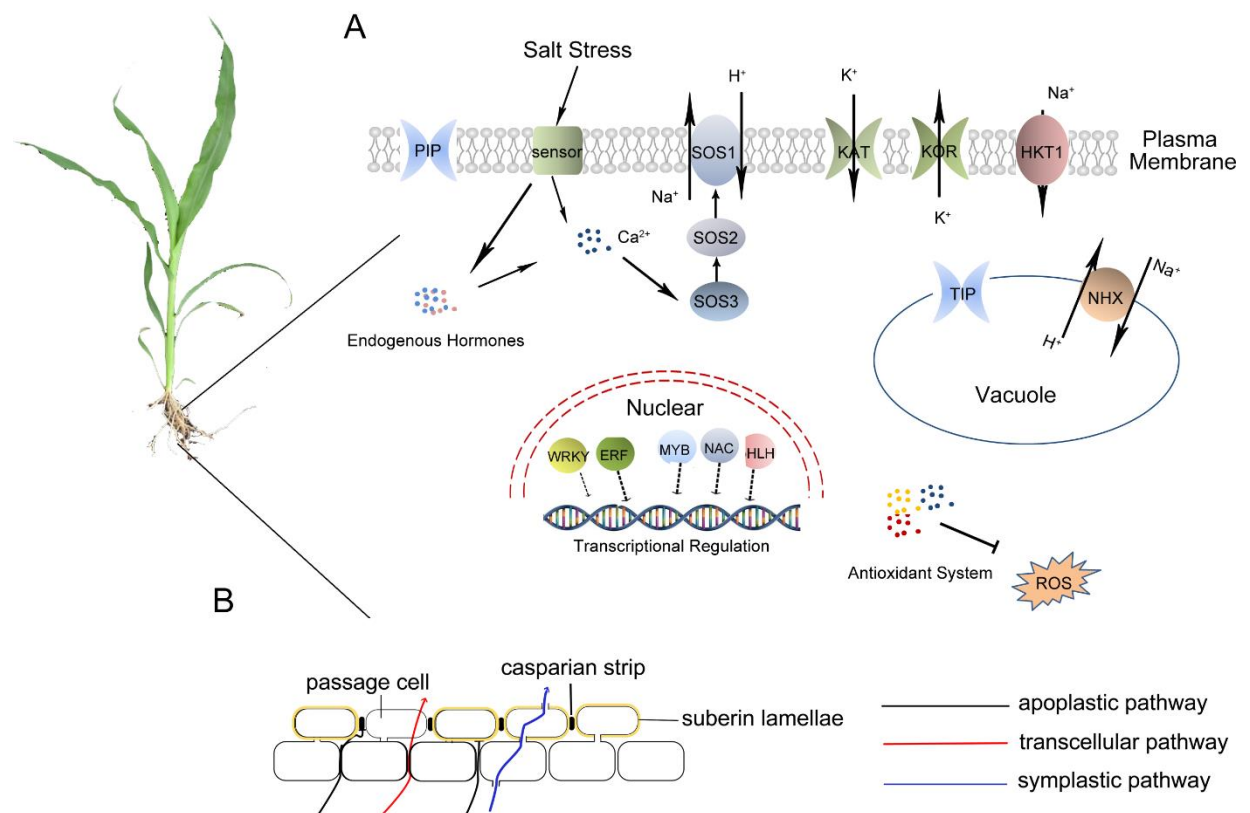 A
Salt Stress
H⁺
K⁺
Na⁺
PIP
sensor
SOS1
KAT
KOR
HKT1
Plasma
Membrane
Na⁺
K⁺
Ca²⁺
SOS2
SOS3
Endogenous Hormones
TIP
NHX
Na⁺
H⁺
Vacuole
Nuclear
WRKY
ERF
MYB
NAC
HLH
Transcriptional Regulation
Antioxidant System
ROS
B
passage cell
casparian strip
suberin lamellae
apoplastic pathway
transcellular pathway
symplastic pathway